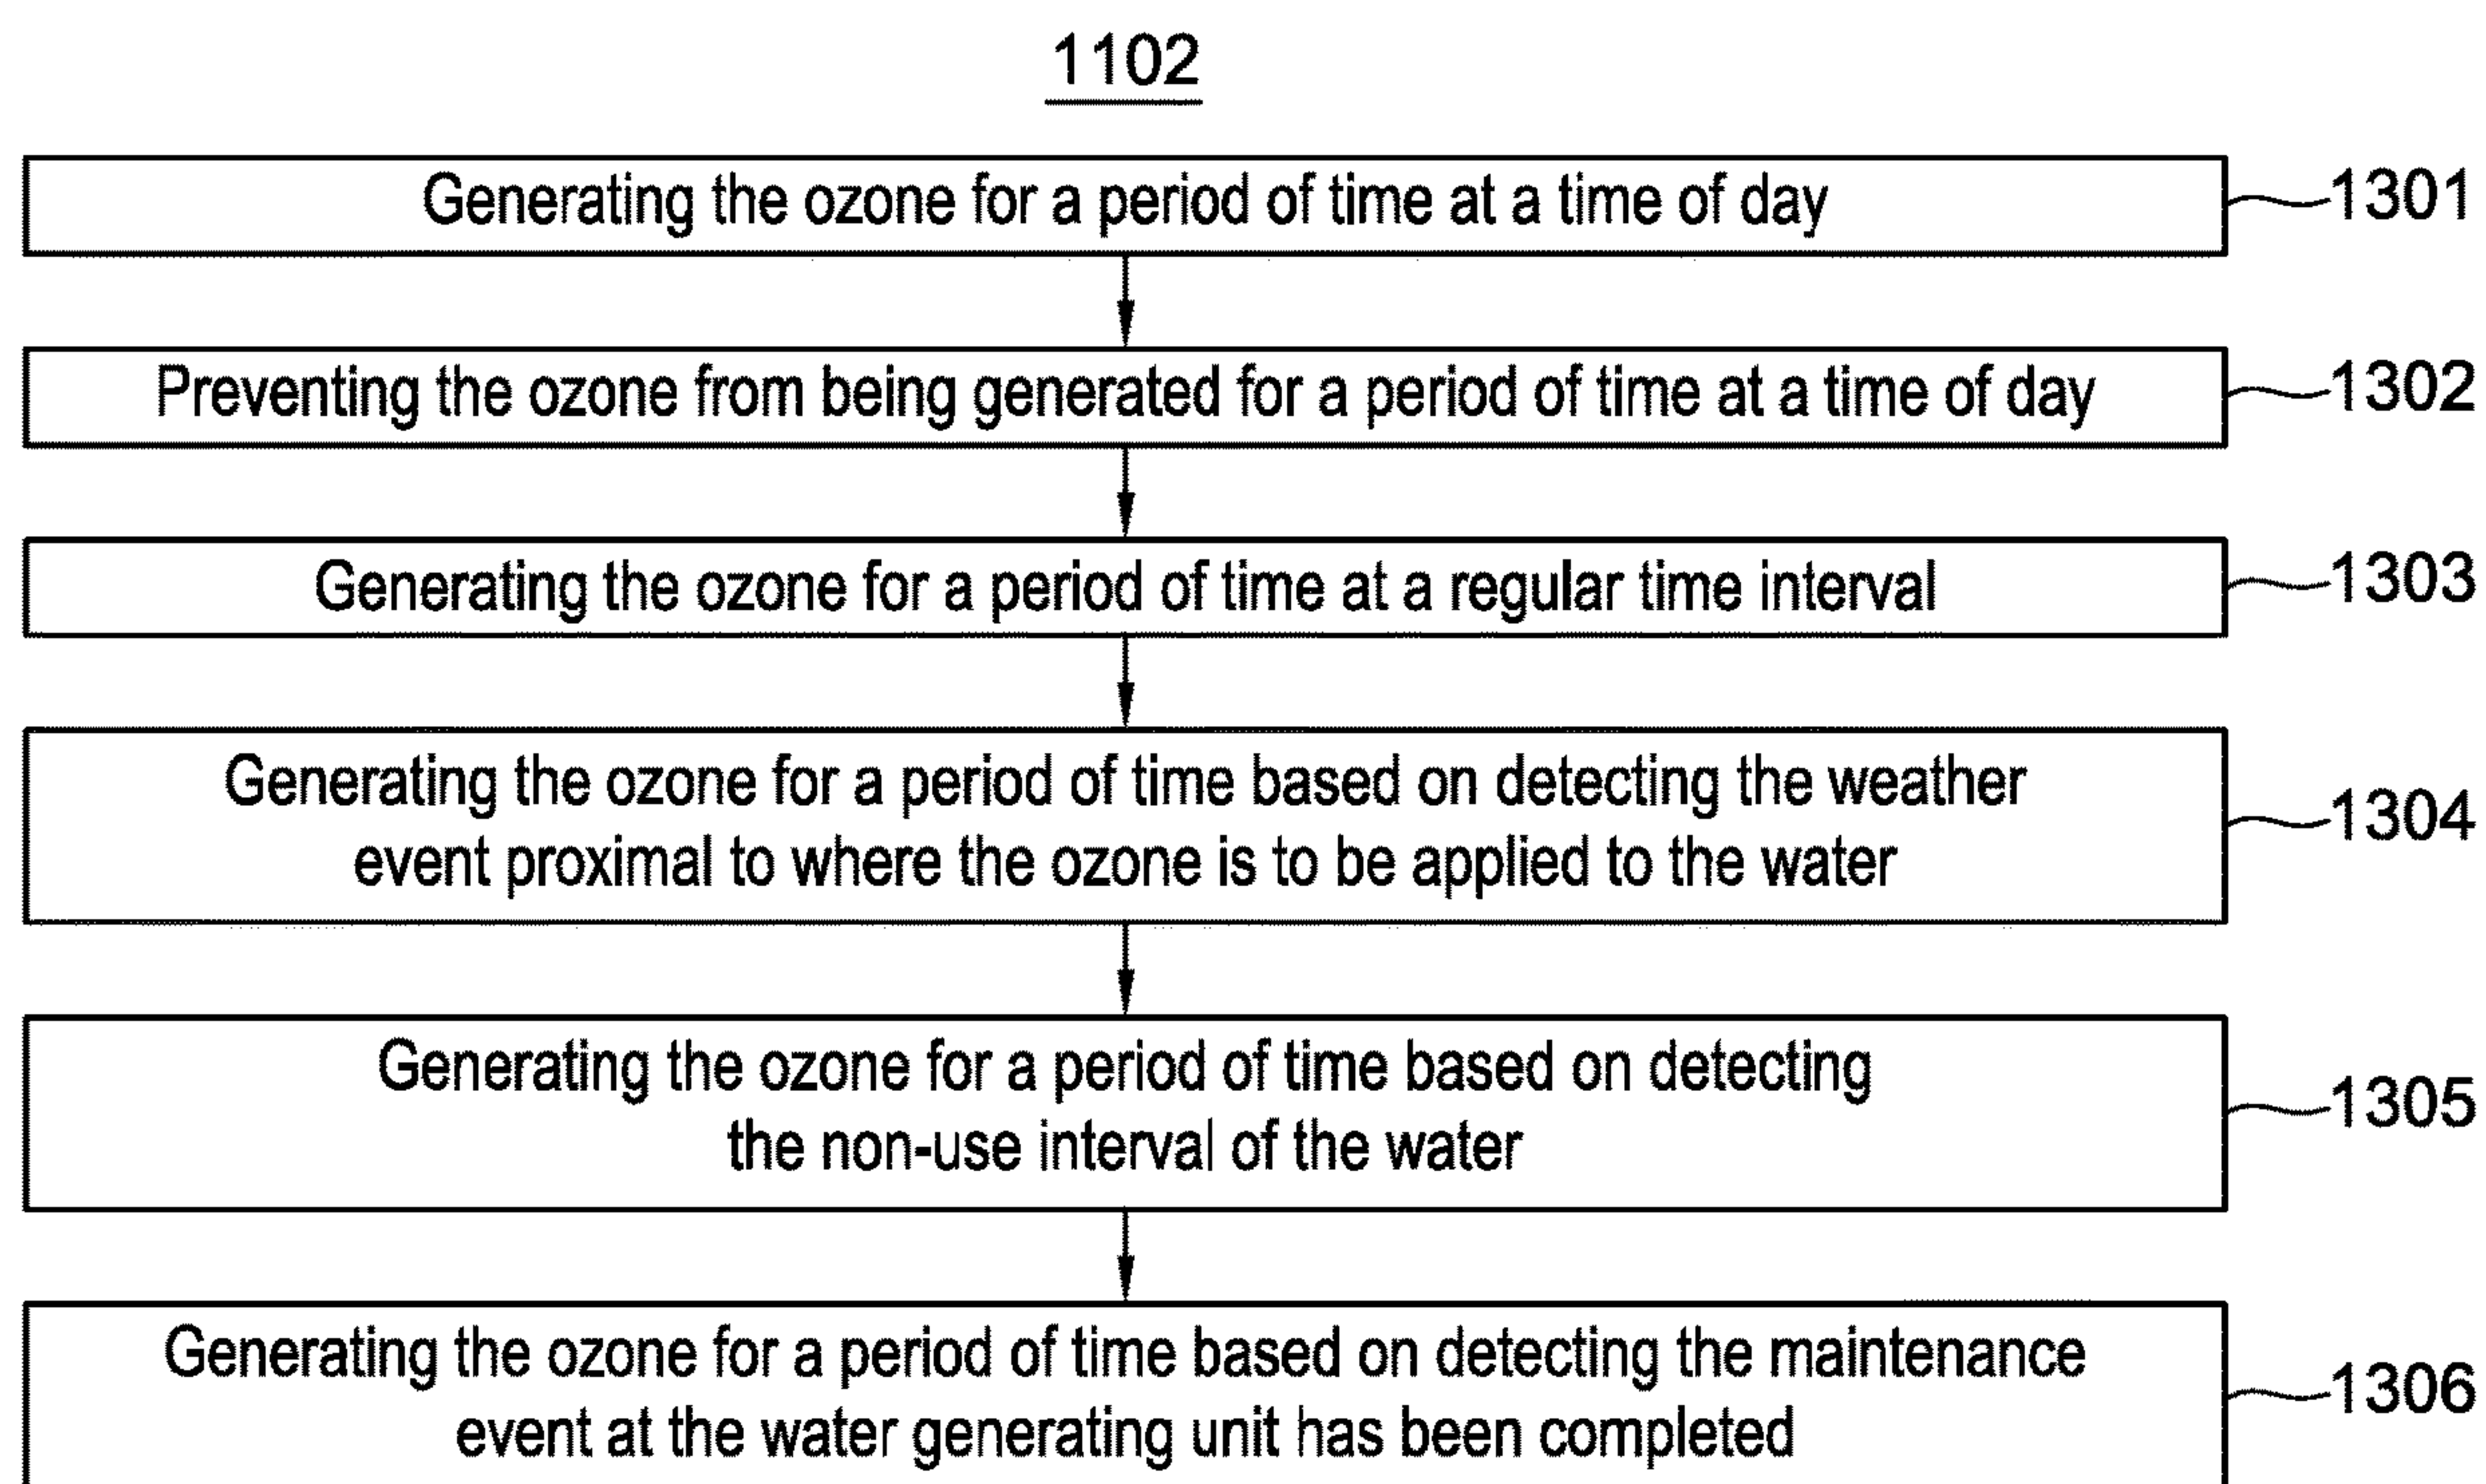 1102
Generating the ozone for a period of time at a time of day
1301
Preventing the ozone from being generated for a period of time at a time of day
1302
Generating the ozone for a period of time at a regular time interval
1303
Generating the ozone for a period of time based on detecting the weather
event proximal to where the ozone is to be applied to the water
1304
Generating the ozone for a period of time based on detecting
the non-use interval of the water
1305
Generating the ozone for a period of time based on detecting the maintenance
event at the water generating unit has been completed
1306